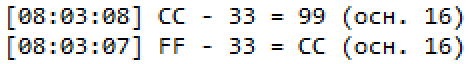 [08:03:08] CC - 33 = 99 (осн. 16)
[08:03:07] FF - 33 = CC (осн. 16)